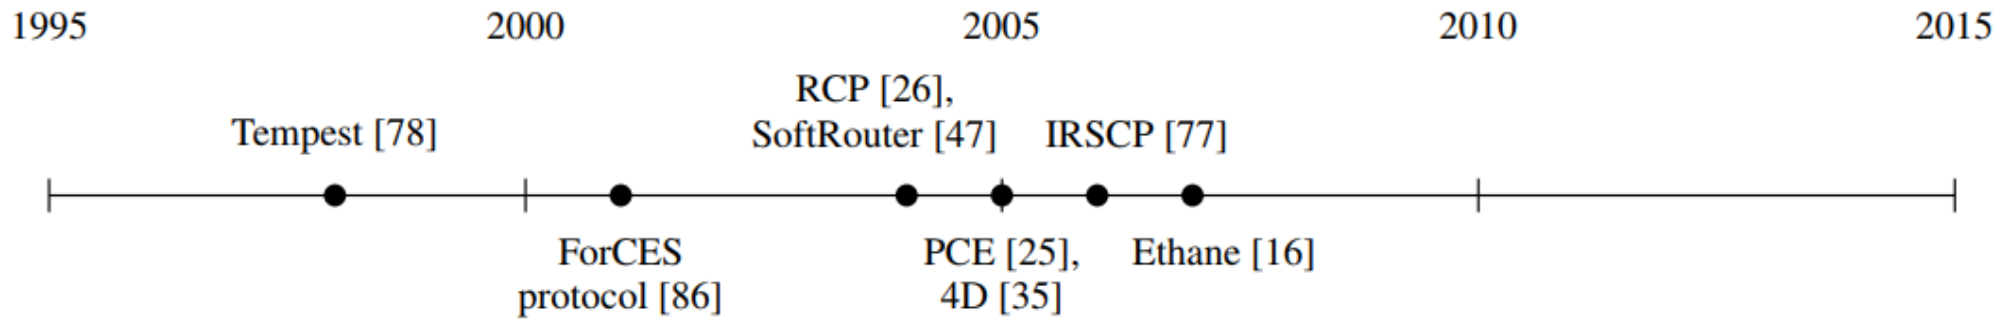 1995 2000 2005 2010 2015
RCP [26],
Tempest [78] SoftRouter [47] IRSCP [77]
ForCES PCE [25], Ethane [16]
protocol [86] 4D [35]